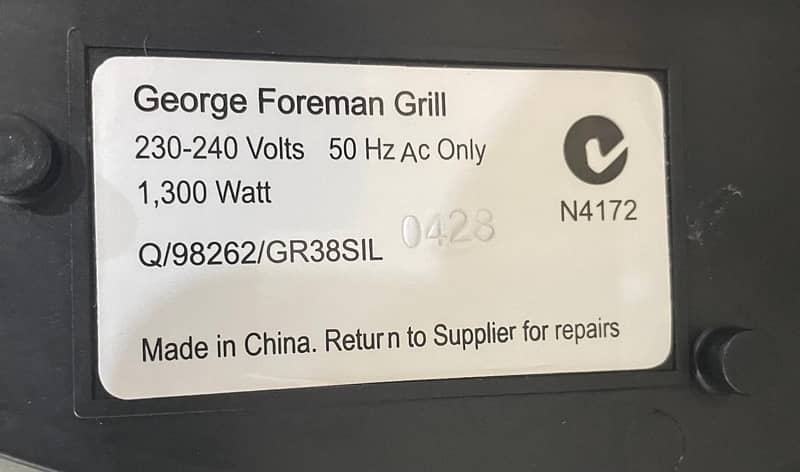 George Foreman Grill
230-240 Volts 50 Hz Ac Only
1,300 Watt
N4172
Q/98262/GR38SIL 0428
Made in China. Return to Supplier for repairs